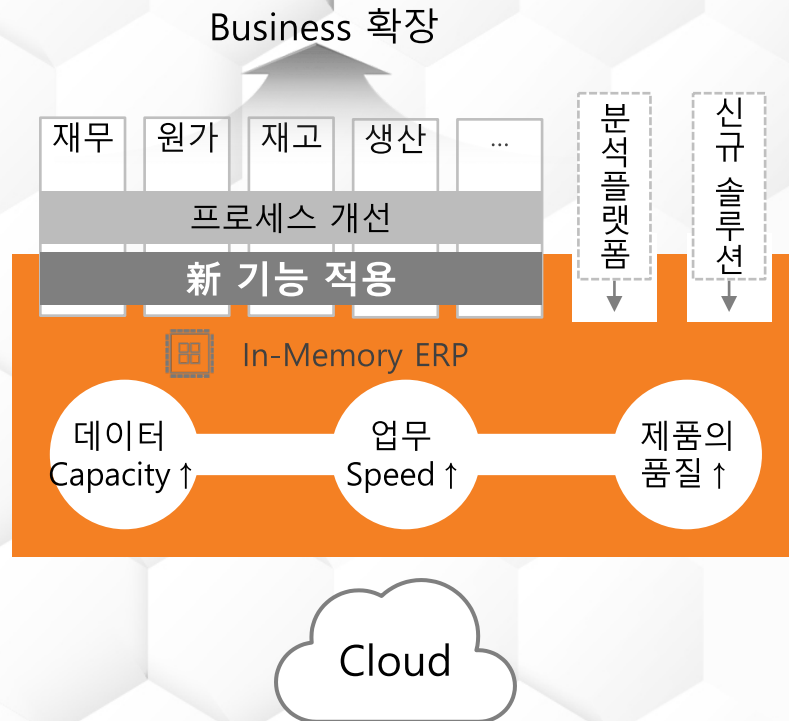 Business 확장
재무
원가
재고
생산
...
분석플랫폼
신규 솔루션
프로세스 개선
新 기능 적용
In-Memory ERP
데이터
Capacity ↑
업무
Speed ↑
제품의
품질 ↑
Cloud